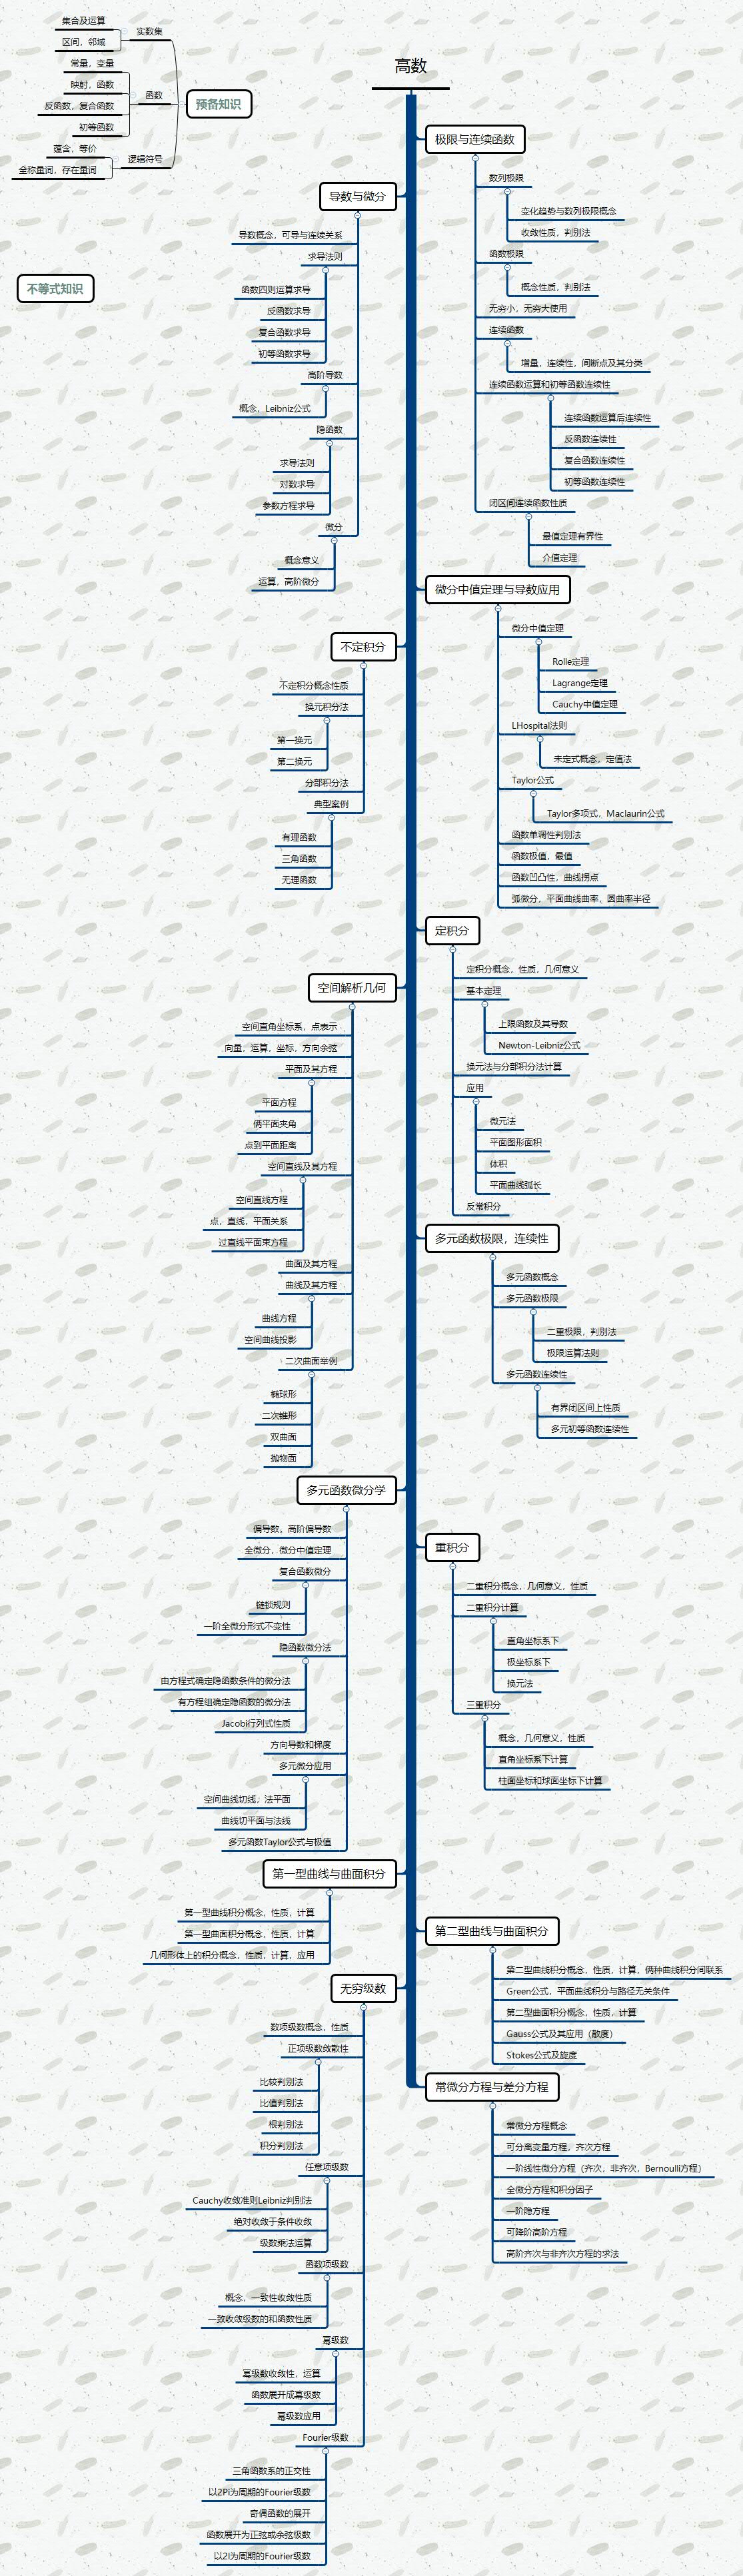 高数
预备知识
实数集
集合及运算
区间，邻域
函数
常量，变量
映射，函数
反函数，复合函数
初等函数
逻辑符号
蕴含，等价
全称量词，存在量词
不等式知识
极限与连续函数
数列极限
变化趋势与数列极限概念
收敛性质，判别法
函数极限
概念性质，判别法
无穷小，无穷大使用
连续函数
增量，连续性，间断点及其分类
连续函数运算和初等函数连续性
连续函数运算后连续性
反函数连续性
复合函数连续性
初等函数连续性
闭区间连续函数性质
最值定理有界性
介值定理
导数与微分
导数概念，可导与连续关系
求导法则
函数四则运算求导
反函数求导
复合函数求导
初等函数求导
高阶导数
概念，Leibniz公式
隐函数
求导法则
对数求导
参数方程求导
微分
概念意义
运算，高阶微分
微分中值定理与导数应用
微分中值定理
Rolle定理
Lagrange定理
Cauchy中值定理
LHospital法则
未定式概念，定值法
Taylor公式
Taylor多项式，Maclaurin公式
函数单调性判别法
函数极值，最值
函数凹凸性，曲线拐点
弧微分，平面曲线曲率、圆曲率半径
不定积分
不定积分概念性质
换元积分法
第一换元
第二换元
分部积分法
典型案例
有理函数
三角函数
无理函数
定积分
定积分概念，性质，几何意义
基本定理
上限函数及其导数
Newton-Leibniz公式
换元法与分部积分法计算
应用
微元法
平面图形面积
体积
平面曲线弧长
反常积分
空间解析几何
空间直角坐标系，点表示
向量，运算，坐标，方向余弦
平面及其方程
平面方程
俩平面夹角
点到平面距离
空间直线及其方程
空间直线方程
点，直线，平面关系
过直线平面束方程
曲面及其方程
曲线及其方程
曲线方程
空间曲线投影
二次曲面举例
椭球形
二次锥形
双曲面
抛物面
多元函数极限，连续性
多元函数概念
多元函数极限
二重极限，判别法
极限运算法则
多元函数连续性
有界闭区间上性质
多元初等函数连续性
多元函数微分学
偏导数，高阶偏导数
全微分，微分中值定理
复合函数微分
链锁规则
一阶全微分形式不变性
隐函数微分法
由方程式确定隐函数条件的微分法
有方程组确定隐函数的微分法
Jacobi行列式性质
方向导数和梯度
多元微分应用
空间曲线切线，法平面
曲线切平面与法线
多元函数Taylor公式与极值
重积分
二重积分概念，几何意义，性质
二重积分计算
直角坐标系下
极坐标系下
换元法
三重积分
概念，几何意义，性质
直角坐标系下计算
柱面坐标和球面坐标下计算
第一型曲线与曲面积分
第一型曲线积分概念，性质，计算
第一型曲面积分概念，性质，计算
几何形体上的积分概念，性质，计算，应用
第二型曲线与曲面积分
第二型曲线积分概念，性质，计算，俩种曲线积分间联系
Green公式，平面曲线积分与路径无关条件
第二型曲面积分概念，性质，计算
Gauss公式及其应用（散度）
Stokes公式及旋度
无穷级数
数项级数概念，性质
正项级数敛散性
比较判别法
比值判别法
根判别法
积分判别法
任意项级数
Cauchy收敛准则Leibniz判别法
绝对收敛于条件收敛
级数乘法运算
函数项级数
概念，一致性收敛性质
一致收敛级数的和函数性质
幂级数
幂级数收敛性，运算
函数展开成幂级数
幂级数应用
Fourier级数
三角函数系的正交性
以2Pi为周期的Fourier级数
奇偶函数的展开
函数展开为正弦或余弦级数
以2l为周期的Fourier级数
常微分方程与差分方程
常微分方程概念
可分离变量方程，齐次方程
一阶线性微分方程（齐次，非齐次，Bernoulli方程）
全微分方程和积分因子
一阶隐方程
可降阶高阶方程
高阶齐次与非齐次方程的求法